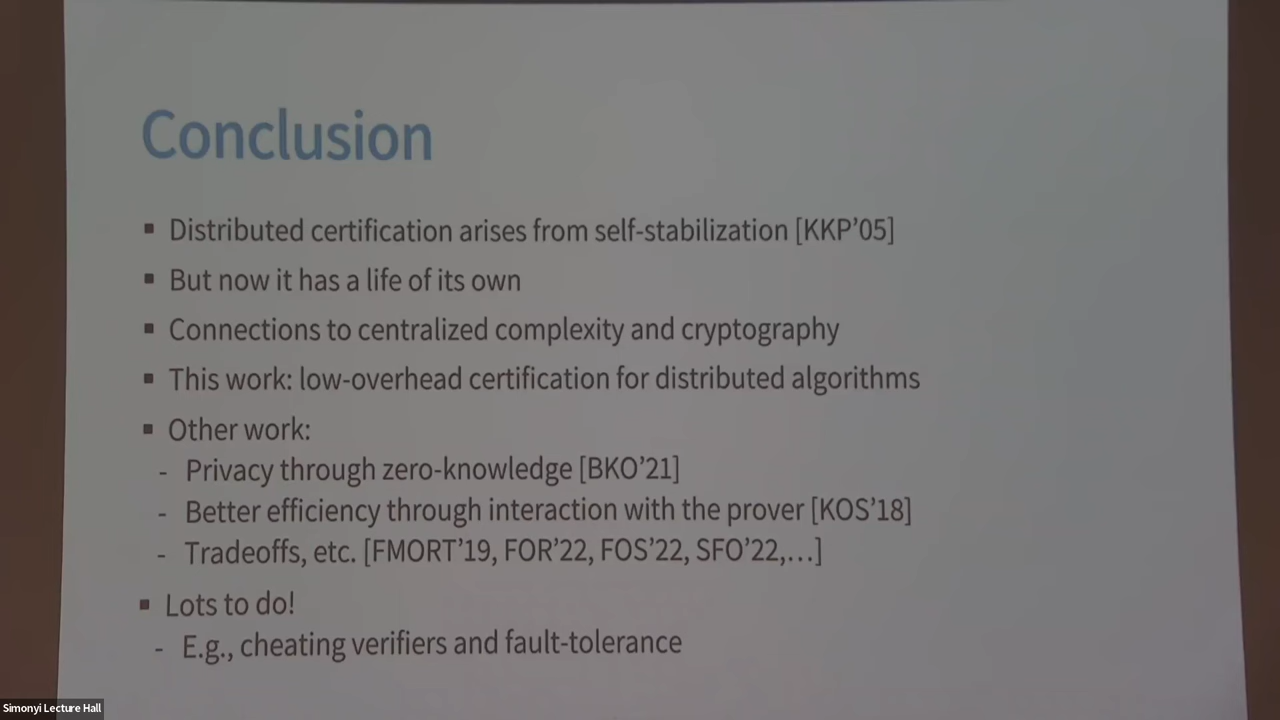 Conclusion
▪ Distributed certification arises from self-stabilization [KKP'05]
▪ But now it has a life of its own
▪ Connections to centralized complexity and cryptography
▪ This work: low-overhead certification for distributed algorithms
▪ Other work:
- Privacy through zero-knowledge [BKO'21]
- Better efficiency through interaction with the prover [KOS'18]
- Tradeoffs, etc. [FMORT'19, FOR'22, FOS'22, SFO'22,...]
▪ Lots to do!
- E.g., cheating verifiers and fault-tolerance
Simonyi Lecture Hall